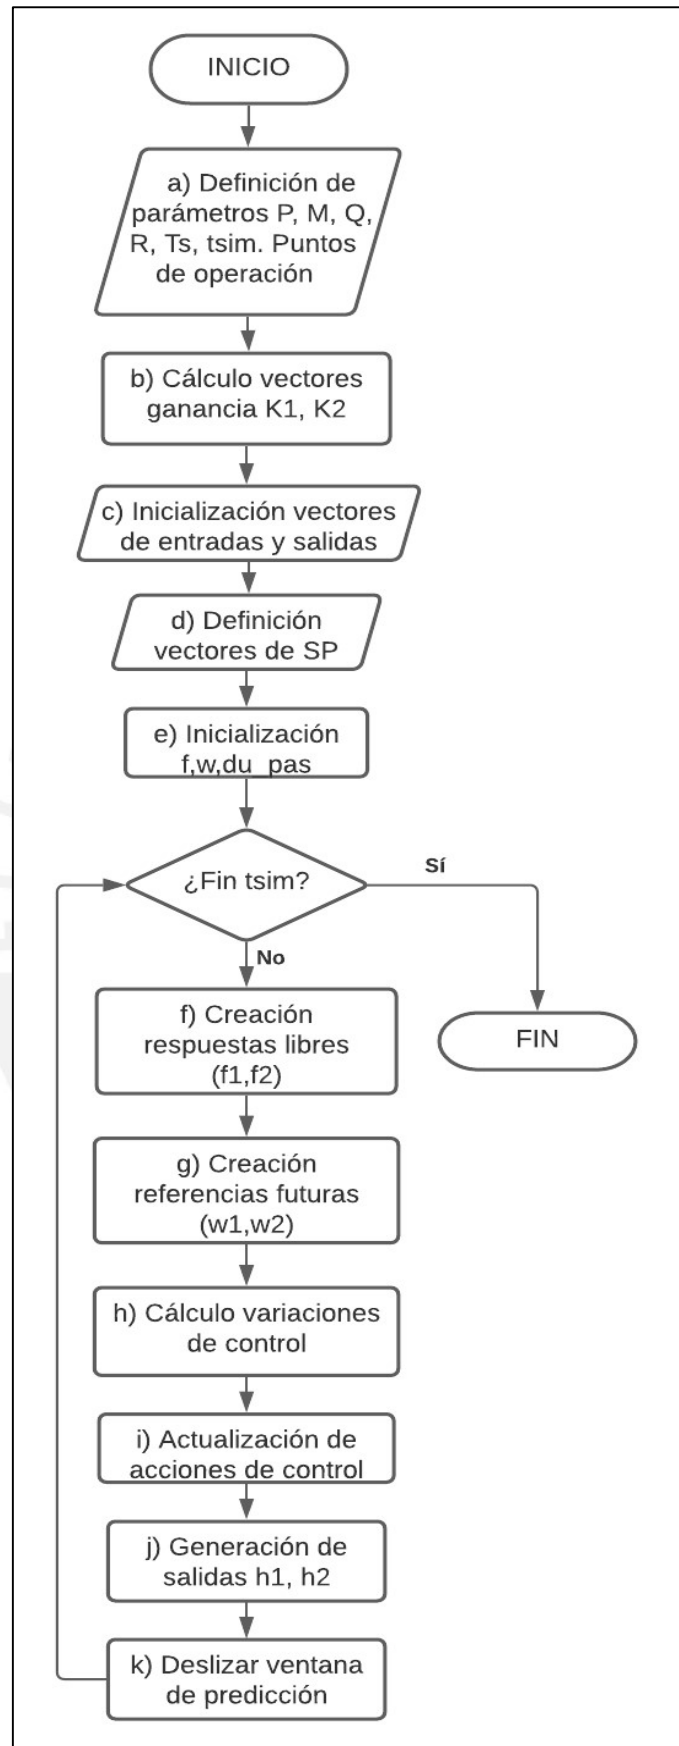 INICIO
a) Definición de
parámetros P, M, Q,
R, Ts, tsim. Puntos
de operación
b) Cálculo vectores
ganancia K1, K2
c) Inicialización vectores
de entradas y salidas
d) Definición
vectores de SP
e) Inicialización
f,w,du_pas
¿Fin tsim?
Sí
No
f) Creación
respuestas libres
(f1,f2)
FIN
g) Creación
referencias futuras
(w1,w2)
h) Cálculo variaciones
de control
i) Actualización de
acciones de control
j) Generación de
salidas h1, h2
k) Deslizar ventana
de predicción